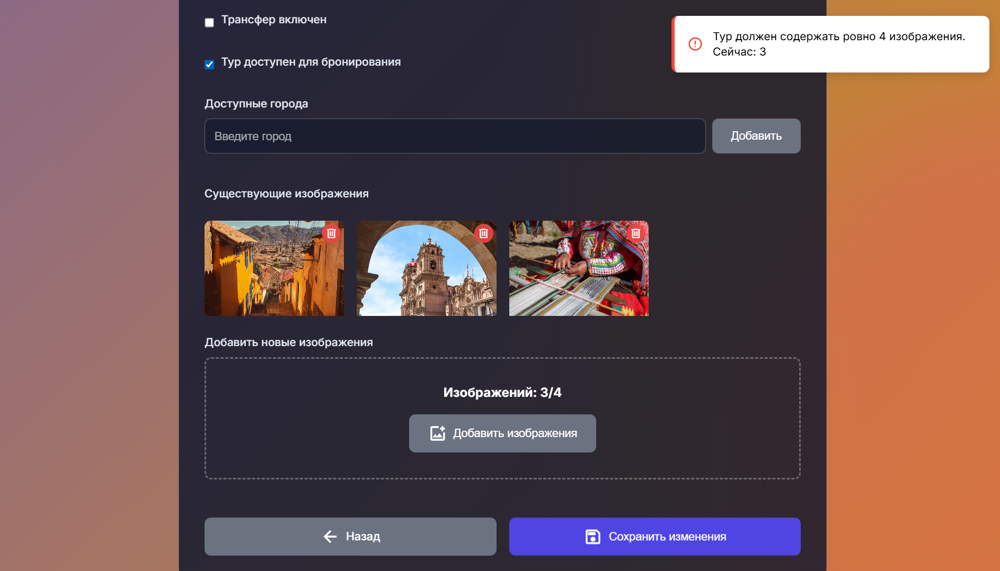 Трансфер включен
Тур должен содержать ровно 4 изображения.
Сейчас: 3
Тур доступен для бронирования
Доступные города
Введите город
Добавить
Существующие изображения
Добавить новые изображения
Изображений: 3/4
Добавить изображения
Назад
Сохранить изменения